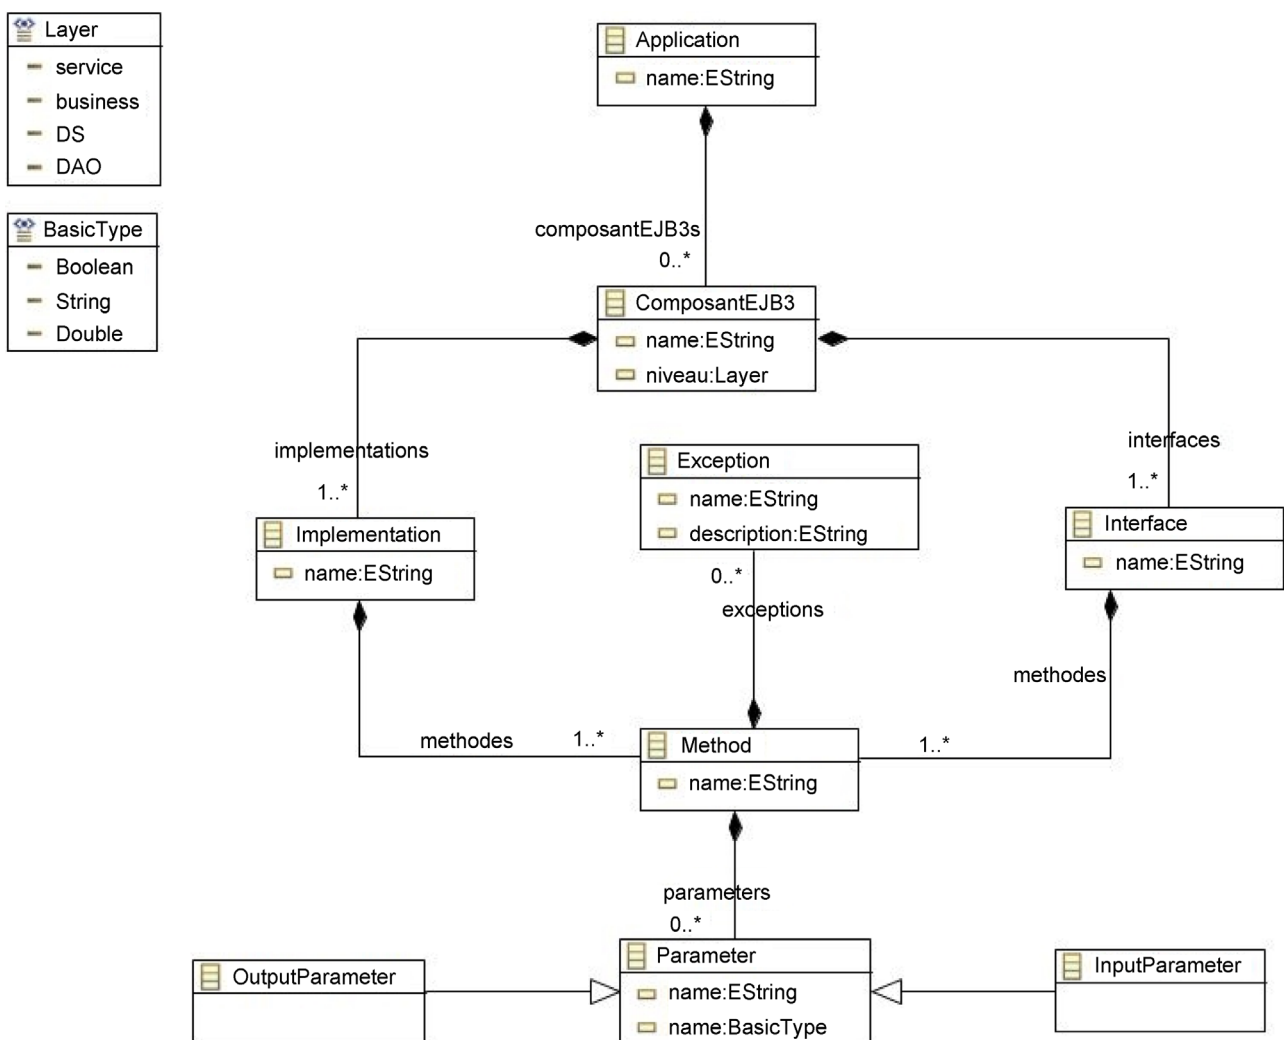 Layer
service
business
DS
DAO
BasicType
Boolean
String
Double
Application
name:EString
composantEJB3s
0..*
ComposantEJB3
name:EString
niveau:Layer
implementations
1..*
interfaces
1..*
Exception
name:EString
description:EString
0..*
exceptions
Implementation
name:EString
Interface
name:EString
methodes
1..*
methodes
1..*
Method
name:EString
parameters
0..*
OutputParameter
Parameter
name:EString
name:BasicType
InputParameter